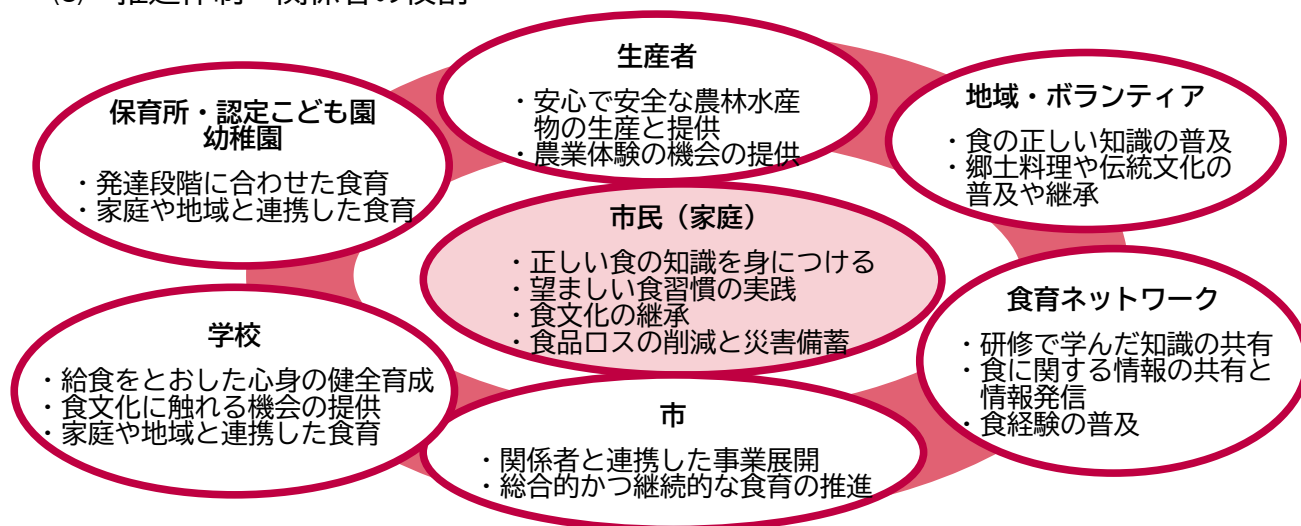 生産者
・安心で安全な農林水産
物の生産と提供
・農業体験の機会の提供
保育所・認定こども園
幼稚園
・発達段階に合わせた食育
・家庭や地域と連携した食育
地域・ボランティア
・食の正しい知識の普及
・郷土料理や伝統文化の
普及や継承
市民（家庭）
・正しい食の知識を身につける
・望ましい食習慣の実践
・食文化の継承
・食品ロスの削減と災害備蓄
学校
・給食をとおした心身の健全育成
・食文化に触れる機会の提供
・家庭や地域と連携した食育
食育ネットワーク
・研修で学んだ知識の共有
・食に関する情報の共有と
情報発信
・食経験の普及
市
・関係者と連携した事業展開
・総合的かつ継続的な食育の推進